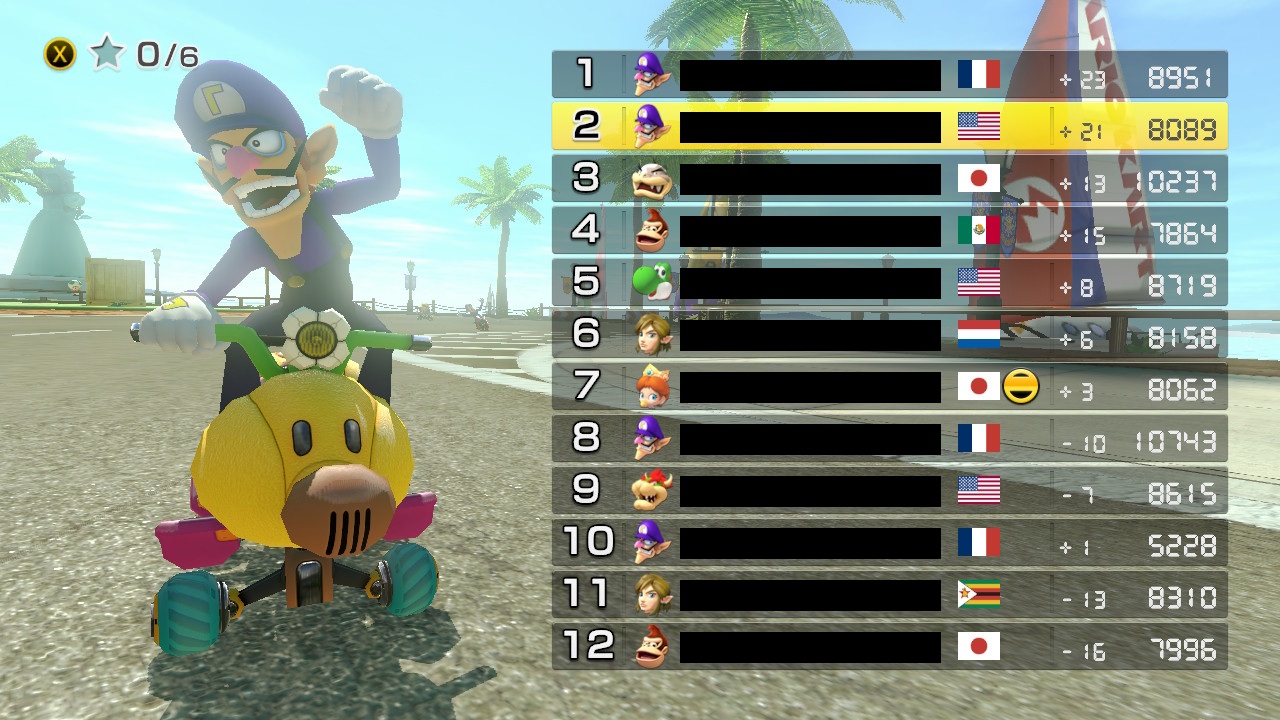 X 0/6
1 + 23 8951
2 + 21 8089
3 + 13 10237
4 + 15 7864
5 + 8 8719
6 + 6 8158
7 + 3 8062
8 - 10 10743
9 - 7 8615
10 + 1 5228
11 - 13 8310
12 - 16 7996